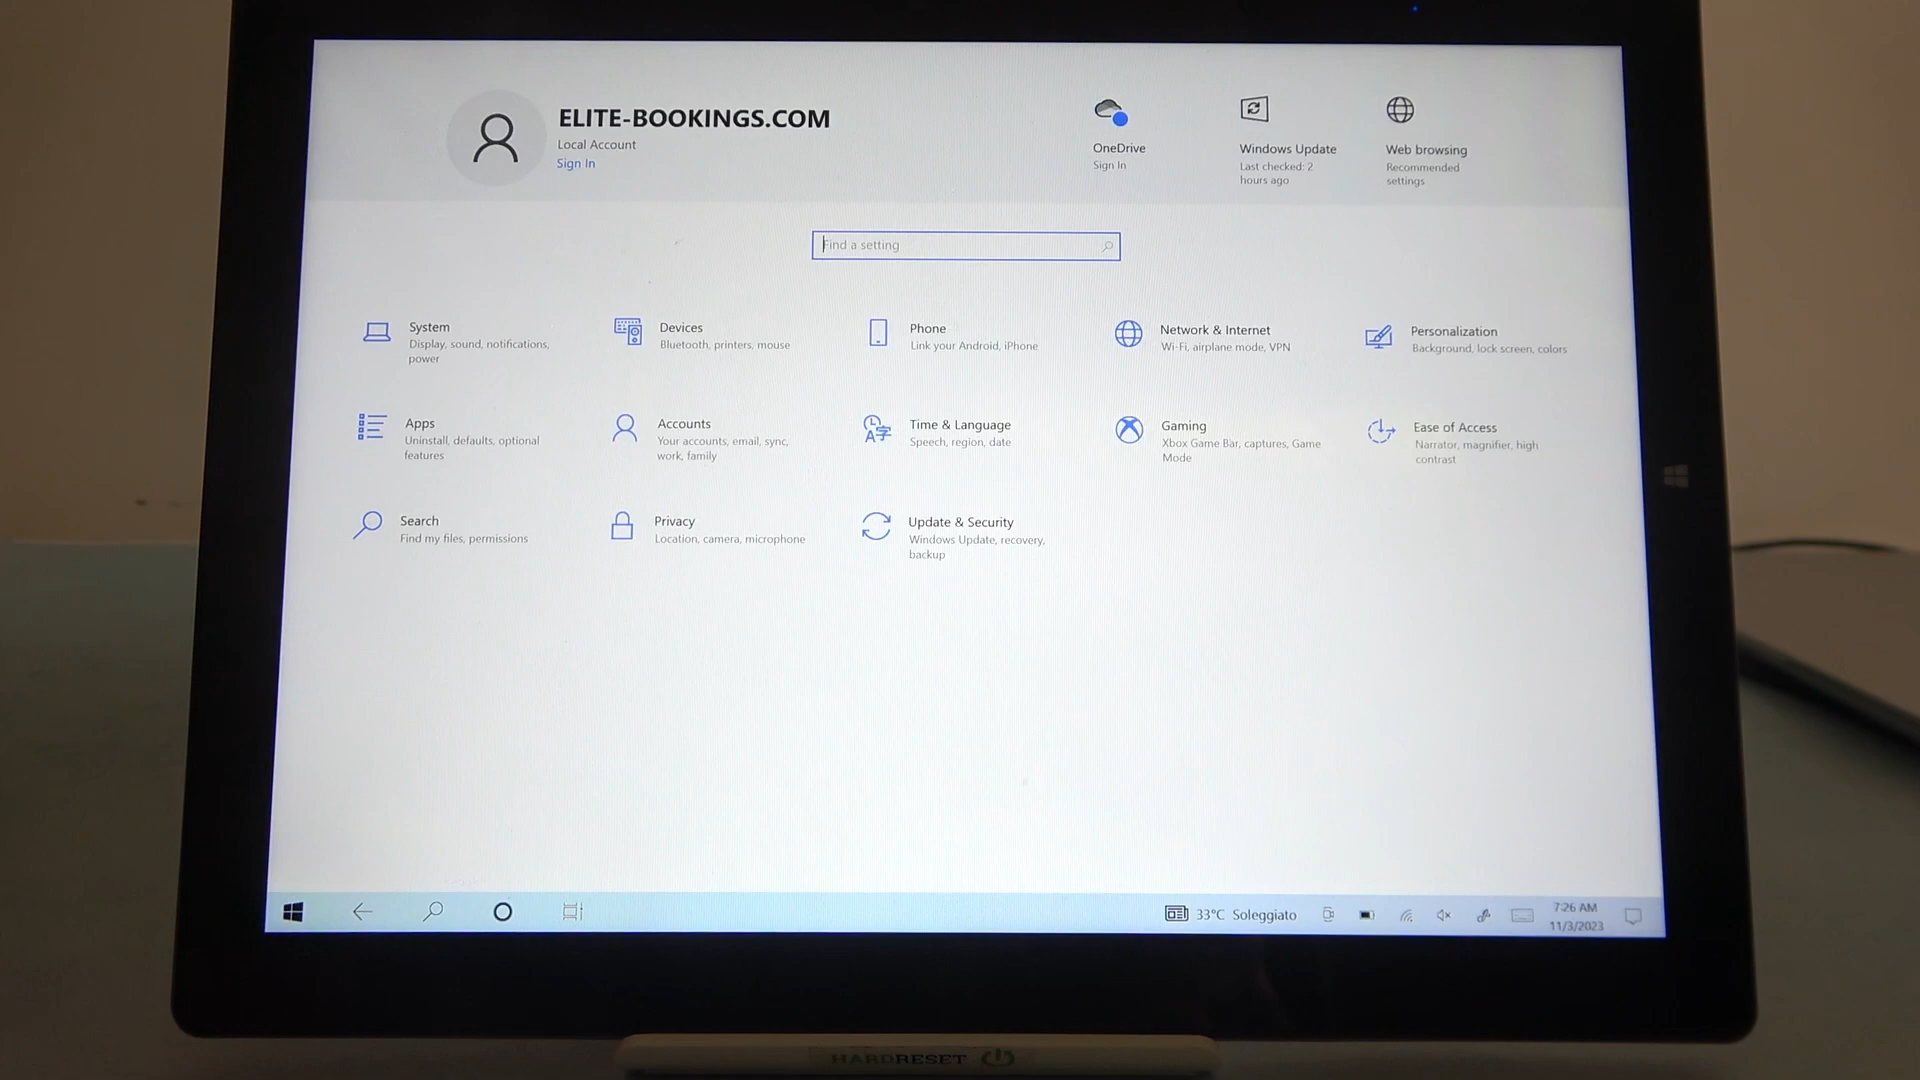 ELITE-BOOKINGS.COM
Local Account
Sign In
OneDrive
Sign In
Windows Update
Last checked: 2
hours ago
Web browsing
Recommended
settings
Find a setting
System
Display, sound, notifications,
power
Devices
Bluetooth, printers, mouse
Phone
Link your Android, iPhone
Network & Internet
Wi-Fi, airplane mode, VPN
Personalization
Background, lock screen, colors
Apps
Uninstall, defaults, optional
features
Accounts
Your accounts, email, sync,
work, family
Time & Language
Speech, region, date
Gaming
Xbox Game Bar, captures, Game
Mode
Ease of Access
Narrator, magnifier, high
contrast
Search
Find my files, permissions
Privacy
Location, camera, microphone
Update & Security
Windows Update, recovery,
backup
33°C Soleggiato
7:26 AM
11/3/2023
HARDRESET